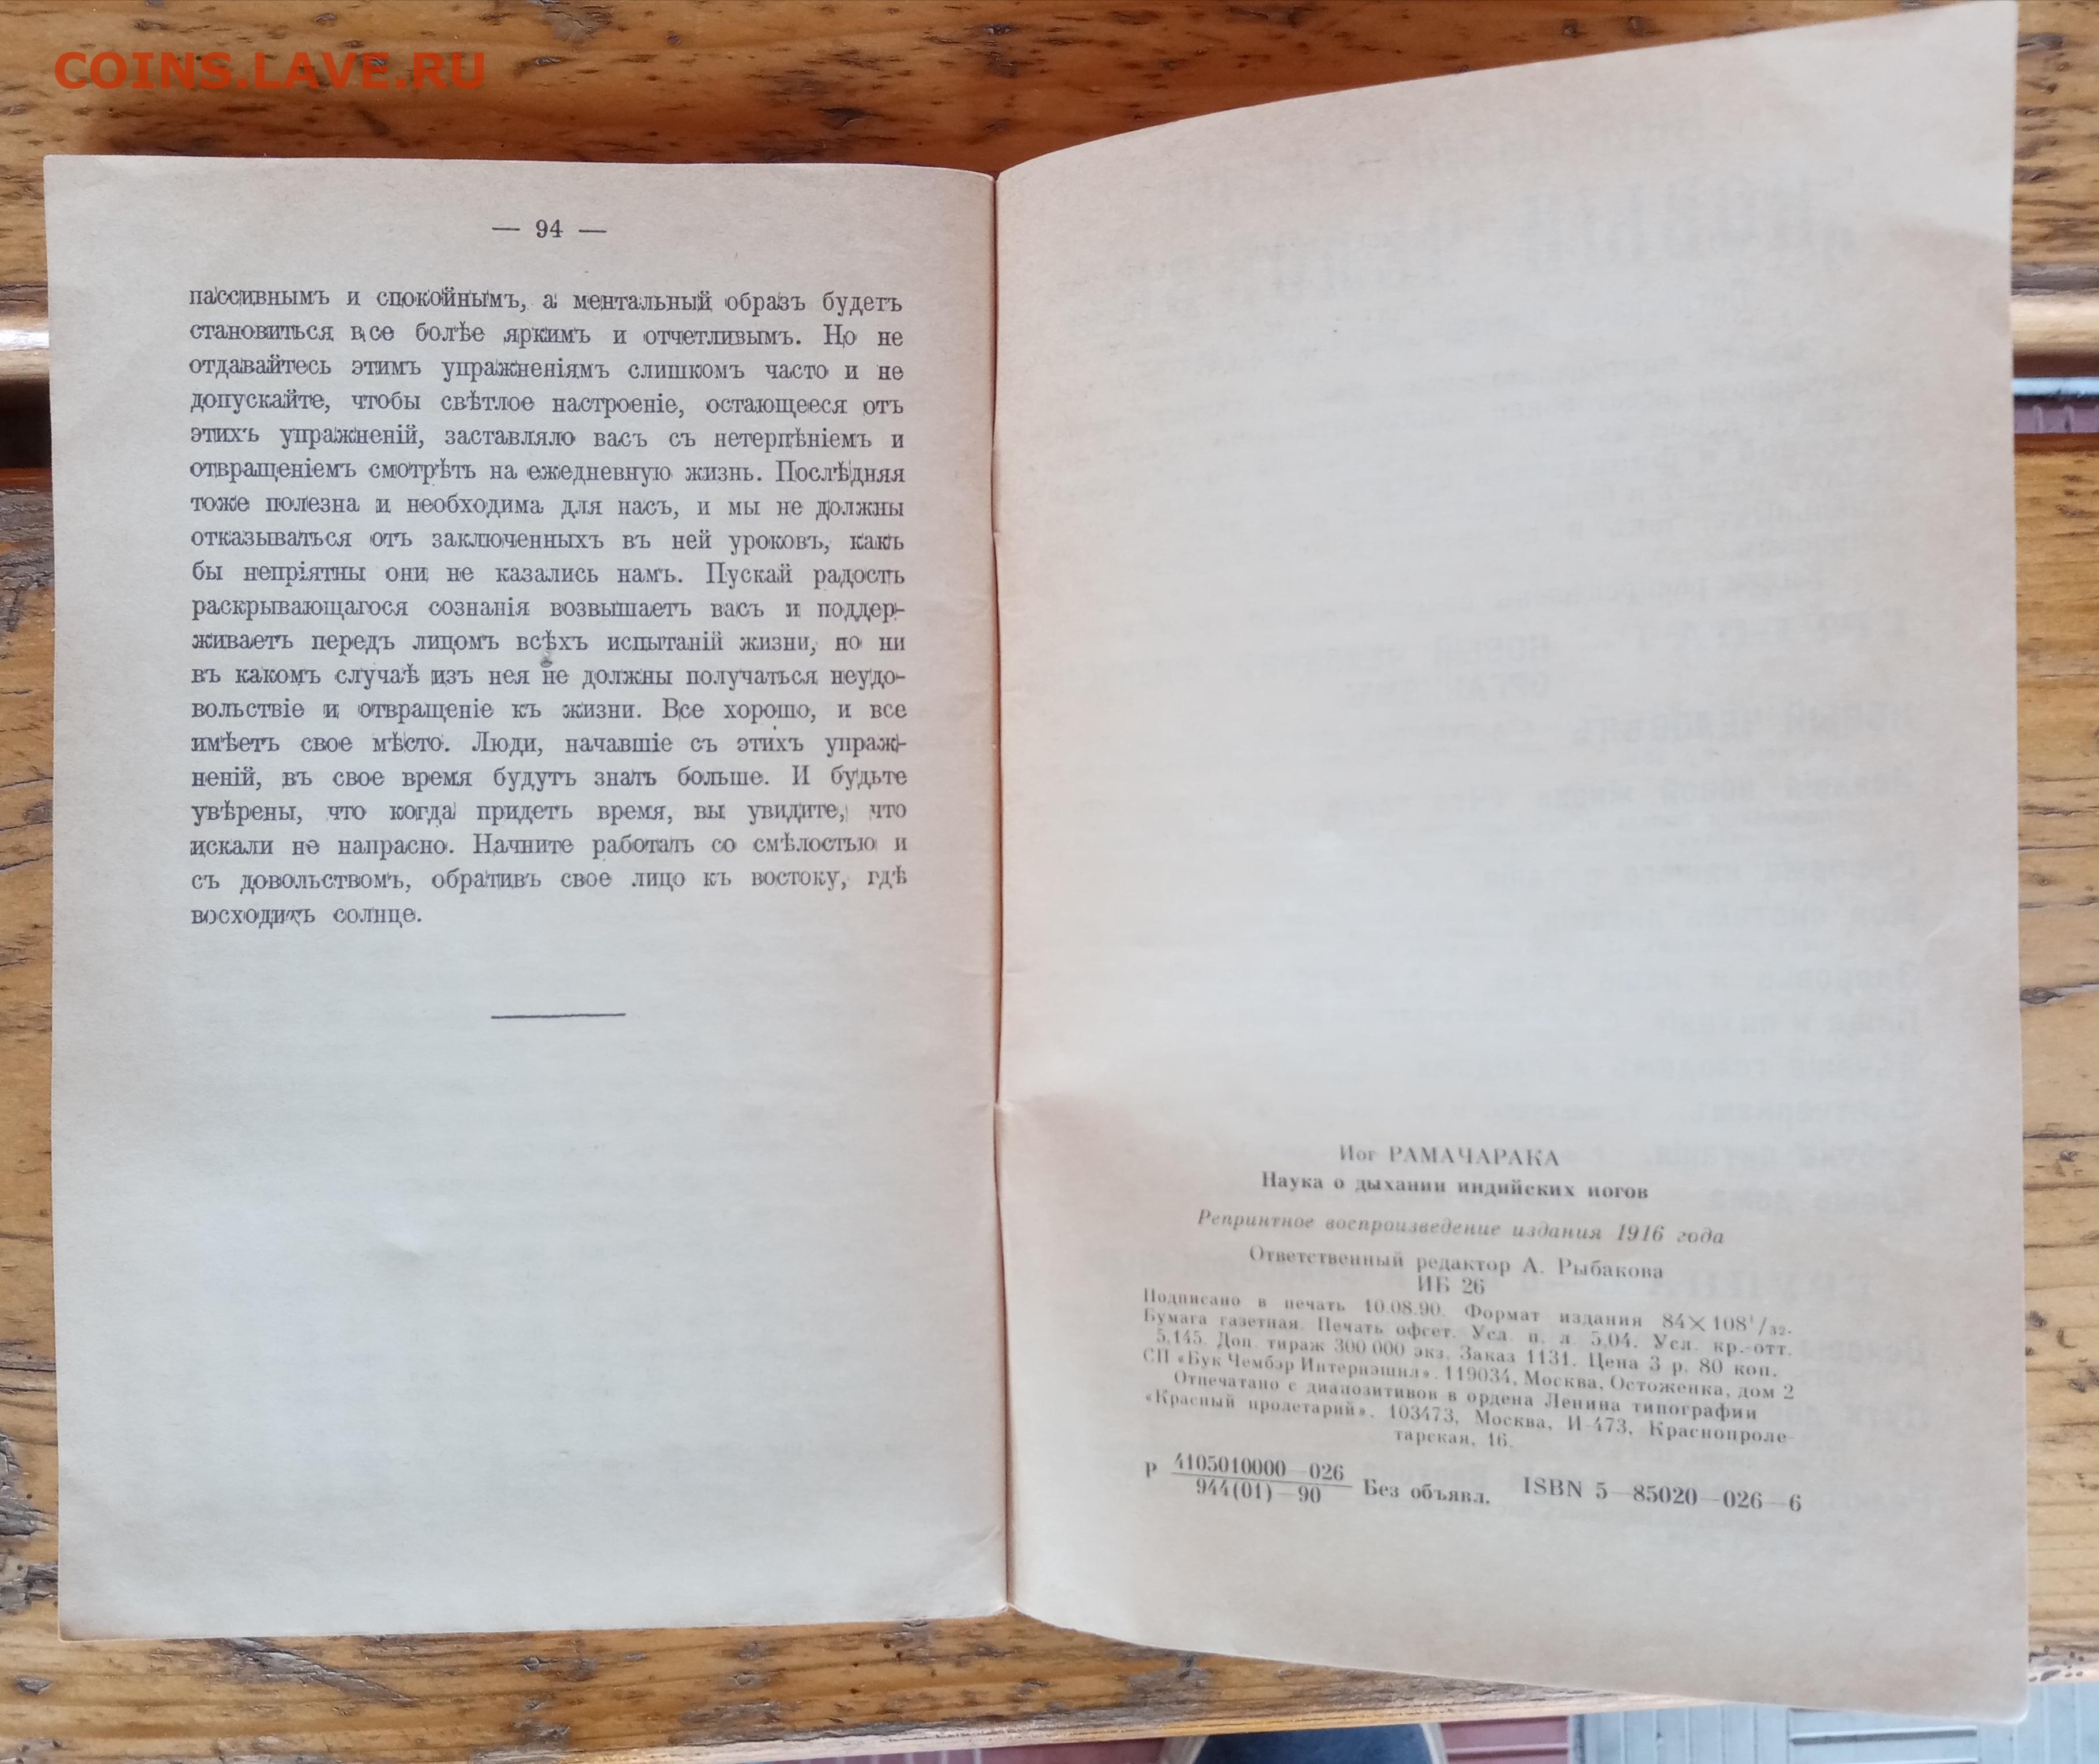 COINS.LAVE.RU
— 94 —
пассивнымъ и спокойнымъ, а ментальный образъ будетъ
становиться все болѣе яркимъ и отчетливымъ. Но не
отдавайтесь этимъ упражненіямъ слишкомъ часто и не
допускайте, чтобы свѣтлое настроеніе, остающееся отъ
этихъ упражненій, заставляло васъ съ нетерпѣніемъ и
отвращеніемъ смотрѣть на ежедневную жизнь. Послѣдняя
тоже полезна и необходима для насъ, и мы не должны
отказываться отъ заключенныхъ въ ней уроковъ, какъ
бы непріятны они не казались намъ. Пускай радость
раскрывающагося сознанія возвышаетъ васъ и поддер-
живаетъ передъ лицомъ всѣхъ испытаній жизни, но ни
въ какомъ случаѣ изъ нея не должны получаться неудо-
вольствіе и отвращеніе къ жизни. Все хорошо, и все
имѣетъ свое мѣсто. Люди, начавшіе съ этихъ упраж-
неній, въ свое время будутъ знать больше. И будьте
увѣрены, что когда придетъ время, вы увидите, что
искали не напрасно. Начните работать со смѣлостью и
съ довольствомъ, обративъ свое лицо къ востоку, гдѣ
восходитъ солнце.
Иог РАМАЧАРАКА
Наука о дыхании индийских иогов
Репринтное воспроизведение издания 1916 года
Ответственный редактор А. Рыбакова
ИБ 26
Подписано в печать 10.08.90. Формат издания 84×108¹/₃₂.
Бумага газетная. Печать офсет. Усл. п. л. 5,04. Усл. кр.-отт.
5,145. Доп. тираж 300 000 экз. Заказ 1131. Цена 3 р. 80 коп.
СП «Бук Чембэр Интернэшнл». 119034, Москва, Остоженка, дом 2
Отпечатано с диапозитивов в ордена Ленина типографии
«Красный пролетарий». 103473, Москва, И-473, Краснопроле-
тарская, 16.
Р 4105010000—026
944(01)—90 Без объявл. ISBN 5—85020—026—6